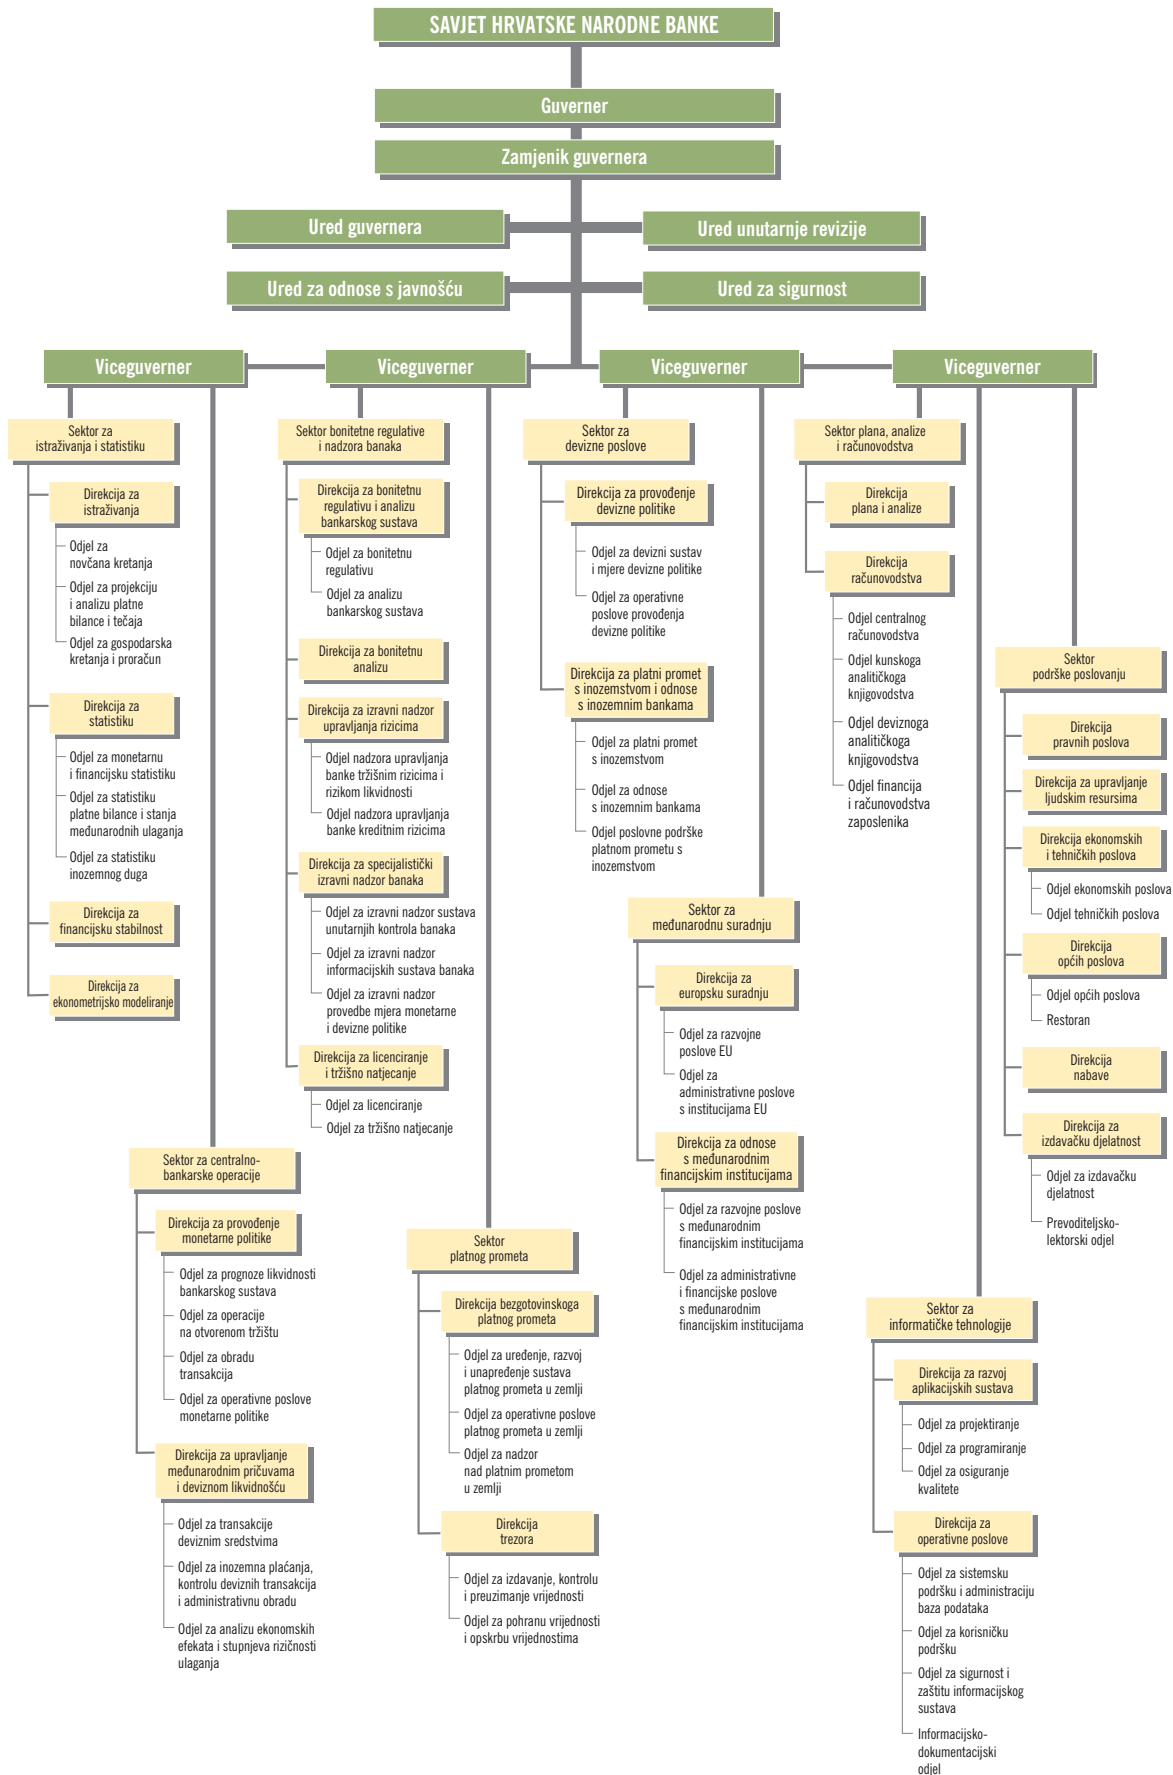 SAVJET HRVATSKE NARODNE BANKE
Guverner
Zamjenik guvernera
Ured guvernera
Ured unutarnje revizije
Ured za odnose s javnošću
Ured za sigurnost
Viceguverner
Viceguverner
Viceguverner
Viceguverner
Sektor za
istraživanja i statistiku
Direkcija za
istraživanja
Odjel za
novčana kretanja
Odjel za projekciju
i analizu platne
bilance i tečaja
Odjel za gospodarska
kretanja i proračun
Direkcija za
statistiku
Odjel za monetarnu
i financijsku statistiku
Odjel za statistiku
platne bilance i stanja
međunarodnih ulaganja
Odjel za statistiku
inozemnog duga
Direkcija za
financijsku stabilnost
Direkcija za
ekonometrijsko modeliranje
Sektor za centralno-
bankarske operacije
Direkcija za provođenje
monetarne politike
Odjel za prognoze likvidnosti
bankarskog sustava
Odjel za operacije
na otvorenom tržištu
Odjel za obradu
transakcija
Odjel za operativne poslove
monetarne politike
Direkcija za upravljanje
međunarodnim pričuvama
i deviznom likvidnošću
Odjel za transakcije
deviznim sredstvima
Odjel za inozemna plaćanja,
kontrolu deviznih transakcija
i administrativnu obradu
Odjel za analizu ekonomskih
efekata i stupnjeva rizičnosti
ulaganja
Sektor bonitetne regulative
i nadzora banaka
Direkcija za bonitetnu
regulativu i analizu
bankarskog sustava
Odjel za bonitetnu
regulativu
Odjel za analizu
bankarskog sustava
Direkcija za bonitetnu
analizu
Direkcija za izravni nadzor
upravljanja rizicima
Odjel nadzora upravljanja
banke tržišnim rizicima i
rizikom likvidnosti
Odjel nadzora upravljanja
banke kreditnim rizicima
Direkcija za specijalistički
izravni nadzor banaka
Odjel za izravni nadzor sustava
unutarnjih kontrola banaka
Odjel za izravni nadzor
informacijskih sustava banaka
Odjel za izravni nadzor
provedbe mjera monetarne
i devizne politike
Direkcija za licenciranje
i tržišno natjecanje
Odjel za licenciranje
Odjel za tržišno natjecanje
Sektor
platnog prometa
Direkcija bezgotovinskoga
platnog prometa
Odjel za uređenje, razvoj
i unapređenje sustava
platnog prometa u zemlji
Odjel za operativne poslove
platnog prometa u zemlji
Odjel za nadzor
nad platnim prometom
u zemlji
Direkcija
trezora
Odjel za izdavanje, kontrolu
i preuzimanje vrijednosti
Odjel za pohranu vrijednosti
i opskrbu vrijednostima
Sektor za
devizne poslove
Direkcija za provođenje
devizne politike
Odjel za devizni sustav
i mjere devizne politike
Odjel za operativne
poslove provođenja
devizne politike
Direkcija za platni promet
s inozemstvom i odnose
s inozemnim bankama
Odjel za platni promet
s inozemstvom
Odjel za odnose
s inozemnim bankama
Odjel poslovne podrške
platnom prometu s
inozemstvom
Sektor za
međunarodnu suradnju
Direkcija za
europsku suradnju
Odjel za razvojne
poslove EU
Odjel za
administrativne poslove
s institucijama EU
Direkcija za odnose
s međunarodnim
financijskim institucijama
Odjel za razvojne poslove
s međunarodnim
financijskim institucijama
Odjel za administrativne
i financijske poslove
s međunarodnim
financijskim institucijama
Sektor plana, analize
i računovodstva
Direkcija
plana i analize
Direkcija
računovodstva
Odjel centralnog
računovodstva
Odjel kunskoga
analitičkoga
knjigovodstva
Odjel deviznoga
analitičkoga
knjigovodstva
Odjel financija
i računovodstva
zaposlenika
Sektor za
informatičke tehnologije
Direkcija za razvoj
aplikacijskih sustava
Odjel za projektiranje
Odjel za programiranje
Odjel za osiguranje
kvalitete
Direkcija za
operativne poslove
Odjel za sistemsku
podršku i administraciju
baza podataka
Odjel za korisničku
podršku
Odjel za sigurnost i
zaštitu informacijskog
sustava
Informacijsko-
dokumentacijski
odjel
Sektor
podrške poslovanju
Direkcija
pravnih poslova
Direkcija za upravljanje
ljudskim resursima
Direkcija ekonomskih
i tehničkih poslova
Odjel ekonomskih poslova
Odjel tehničkih poslova
Direkcija
općih poslova
Odjel općih poslova
Restoran
Direkcija
nabave
Direkcija za
izdavačku djelatnost
Odjel za izdavačku
djelatnost
Prevoditeljsko-
lektorski odjel